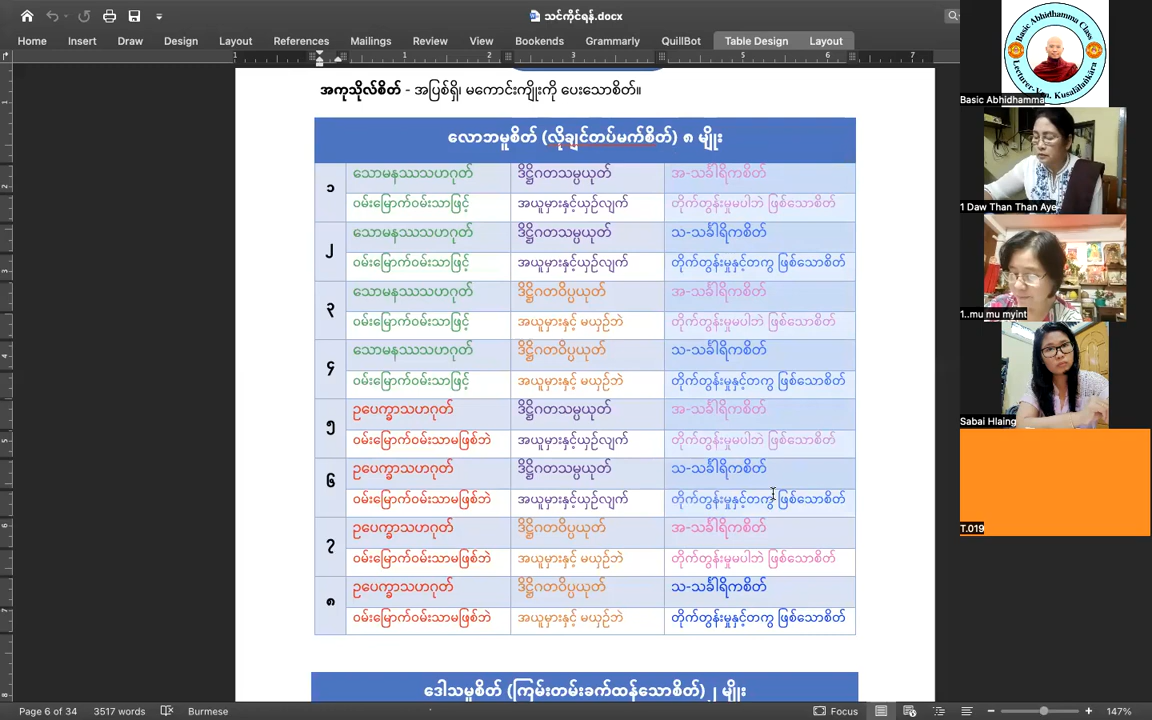 သင်ကိုင်ရန်.docx
Home Insert Draw Design Layout References Mailings Review View Bookends Grammarly QuillBot Table Design Layout
အကုသိုလ်စိတ် - အပြစ်ရှိ၊ မကောင်းကျိုးကို ပေးသောစိတ်။
လောဘမူစိတ် (လိုချင်တပ်မက်စိတ်) ၈ မျိုး
၁
သောမနဿသဟဂုတ် ဒိဋ္ဌိဂတသမ္ပယုတ် အ-သင်္ခါရိကစိတ်
ဝမ်းမြောက်ဝမ်းသာဖြင့် အယူမှားနှင့်ယှဉ်လျက် တိုက်တွန်းမှုမပါဘဲ ဖြစ်သောစိတ်
၂
သောမနဿသဟဂုတ် ဒိဋ္ဌိဂတသမ္ပယုတ် သ-သင်္ခါရိကစိတ်
ဝမ်းမြောက်ဝမ်းသာဖြင့် အယူမှားနှင့်ယှဉ်လျက် တိုက်တွန်းမှုနှင့်တကွ ဖြစ်သောစိတ်
၃
သောမနဿသဟဂုတ် ဒိဋ္ဌိဂတဝိပ္ပယုတ် အ-သင်္ခါရိကစိတ်
ဝမ်းမြောက်ဝမ်းသာဖြင့် အယူမှားနှင့် မယှဉ်ဘဲ တိုက်တွန်းမှုမပါဘဲ ဖြစ်သောစိတ်
၄
သောမနဿသဟဂုတ် ဒိဋ္ဌိဂတဝိပ္ပယုတ် သ-သင်္ခါရိကစိတ်
ဝမ်းမြောက်ဝမ်းသာဖြင့် အယူမှားနှင့် မယှဉ်ဘဲ တိုက်တွန်းမှုနှင့်တကွ ဖြစ်သောစိတ်
၅
ဥပေက္ခာသဟဂုတ် ဒိဋ္ဌိဂတသမ္ပယုတ် အ-သင်္ခါရိကစိတ်
ဝမ်းမြောက်ဝမ်းသာမဖြစ်ဘဲ အယူမှားနှင့်ယှဉ်လျက် တိုက်တွန်းမှုမပါဘဲ ဖြစ်သောစိတ်
၆
ဥပေက္ခာသဟဂုတ် ဒိဋ္ဌိဂတသမ္ပယုတ် သ-သင်္ခါရိကစိတ်
ဝမ်းမြောက်ဝမ်းသာမဖြစ်ဘဲ အယူမှားနှင့်ယှဉ်လျက် တိုက်တွန်းမှုနှင့်တကွ ဖြစ်သောစိတ်
၇
ဥပေက္ခာသဟဂုတ် ဒိဋ္ဌိဂတဝိပ္ပယုတ် အ-သင်္ခါရိကစိတ်
ဝမ်းမြောက်ဝမ်းသာမဖြစ်ဘဲ အယူမှားနှင့် မယှဉ်ဘဲ တိုက်တွန်းမှုမပါဘဲ ဖြစ်သောစိတ်
၈
ဥပေက္ခာသဟဂုတ် ဒိဋ္ဌိဂတဝိပ္ပယုတ် သ-သင်္ခါရိကစိတ်
ဝမ်းမြောက်ဝမ်းသာမဖြစ်ဘဲ အယူမှားနှင့် မယှဉ်ဘဲ တိုက်တွန်းမှုနှင့်တကွ ဖြစ်သောစိတ်
ဒေါသမူစိတ် (ကြမ်းတမ်းခက်ထန်သောစိတ်) ၂ မျိုး
Page 6 of 34 3517 words Burmese Focus 147%
Basic Abhidhamma Class
Lecturer-Ven. Kusalālankāra
Basic Abhidhamma
1 Daw Than Than Aye
1..mu mu myint
Sabai Hlaing
T.019